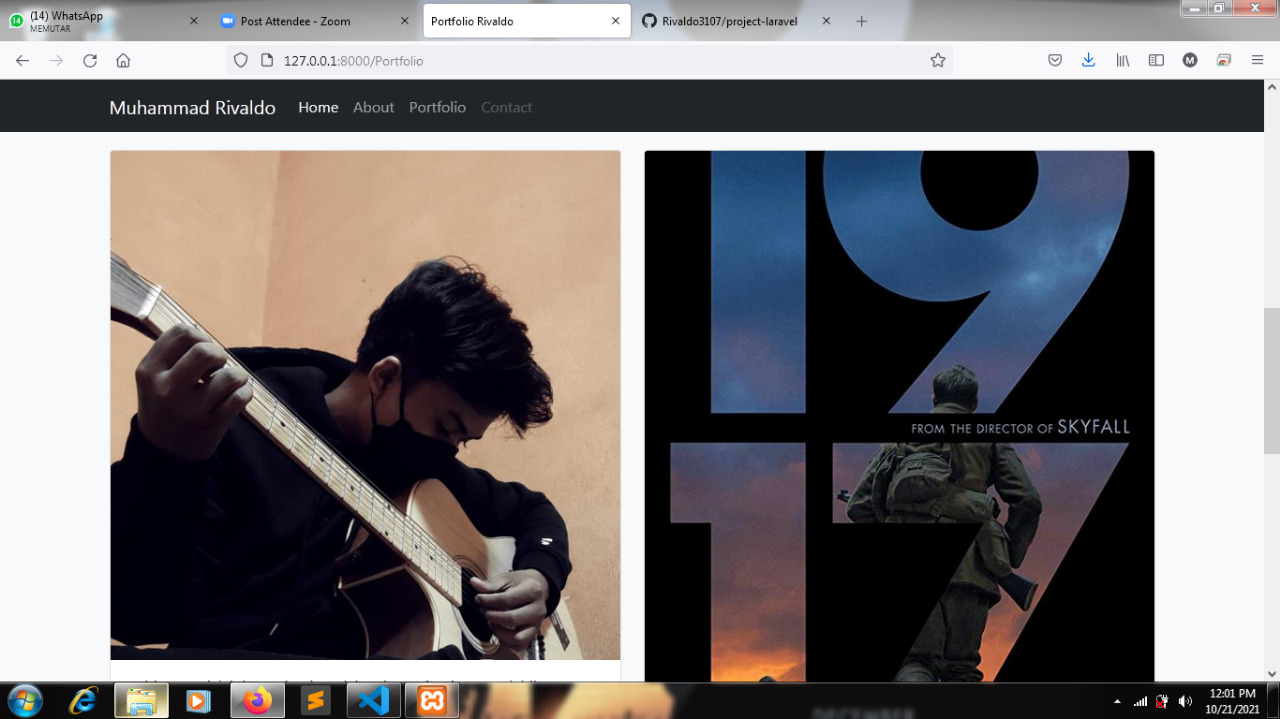 (14) WhatsApp
MEMUTAR
Post Attendee - Zoom
Portfolio Rivaldo
Rivaldo3107/project-laravel
127.0.0.1:8000/Portfolio
Muhammad Rivaldo
Home
About
Portfolio
Contact
19
FROM THE DIRECTOR OF SKYFALL
17
DECEMBER
12:01 PM
10/21/2021